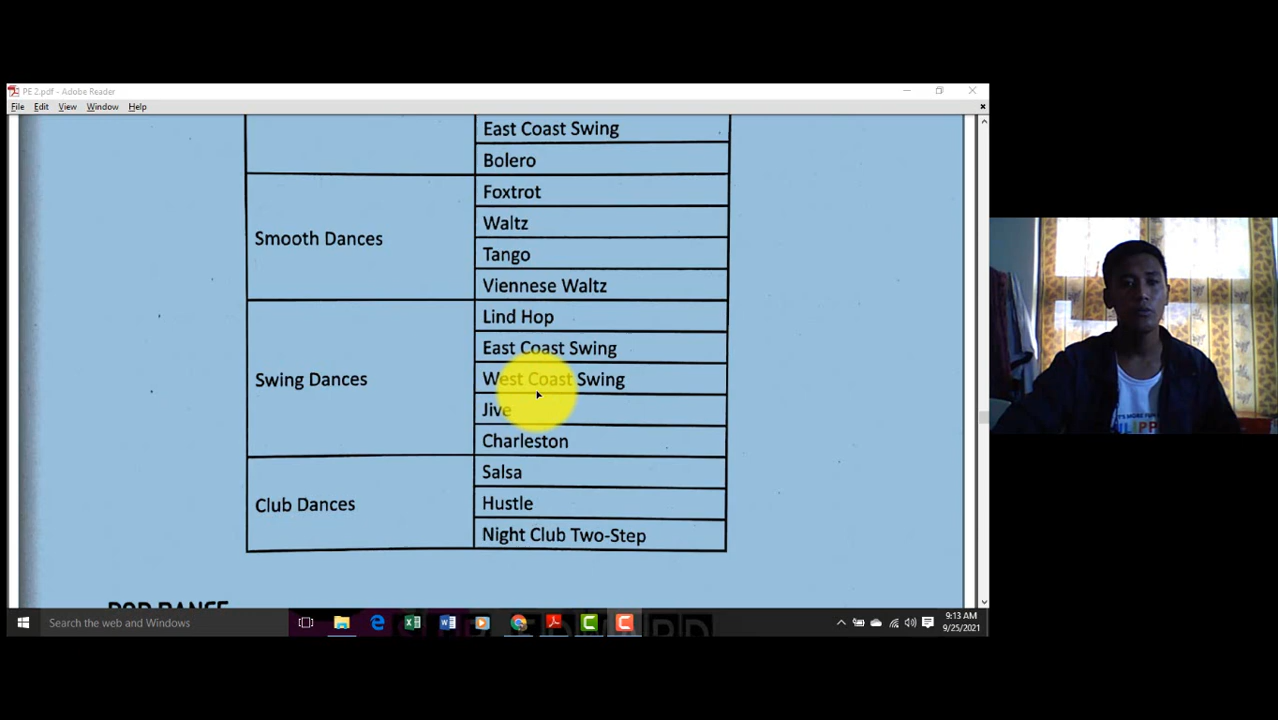 PE 2.pdf - Adobe Reader
File Edit View Window Help
East Coast Swing
Bolero
Smooth Dances
Foxtrot
Waltz
Tango
Viennese Waltz
Swing Dances
Lind Hop
East Coast Swing
West Coast Swing
Jive
Charleston
Club Dances
Salsa
Hustle
Night Club Two-Step
POP DANCE
Search the web and Windows
9:13 AM
9/25/2021